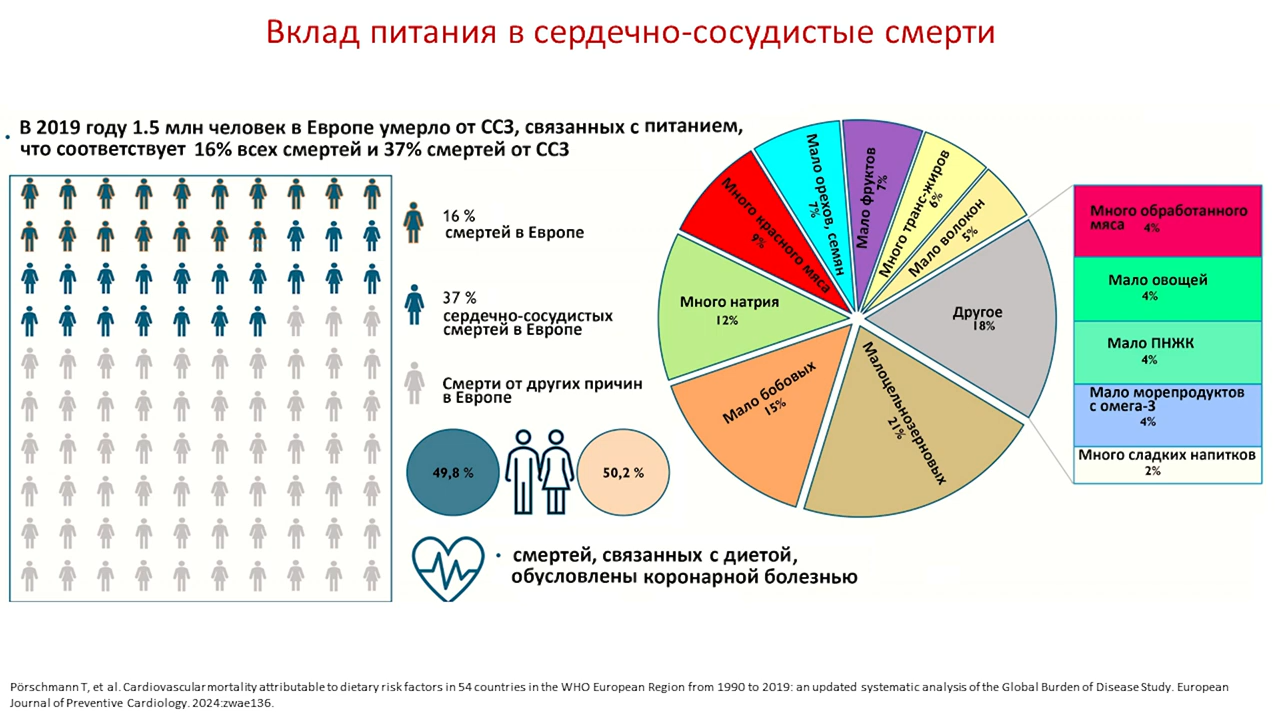 Вклад питания в сердечно-сосудистые смерти
• В 2019 году 1.5 млн человек в Европе умерло от ССЗ, связанных с питанием,
что соответствует 16% всех смертей и 37% смертей от ССЗ
16 %
смертей в Европе
37 %
сердечно-сосудистых
смертей в Европе
Смерти от других причин
в Европе
49,8 %
50,2 %
• смертей, связанных с диетой,
обусловлены коронарной болезнью
Много красного мяса
9%
Мало орехов, семян
7%
Мало фруктов
7%
Много транс-жиров
6%
Мало волокон
5%
Другое
18%
Малоцельнозерновых
21%
Мало бобовых
15%
Много натрия
12%
Много обработанного
мяса 4%
Мало овощей
4%
Мало ПНЖК
4%
Мало морепродуктов
с омега-3
4%
Много сладких напитков
2%
Pörschmann T, et al. Cardiovascular mortality attributable to dietary risk factors in 54 countries in the WHO European Region from 1990 to 2019: an updated systematic analysis of the Global Burden of Disease Study. European
Journal of Preventive Cardiology. 2024:zwae136.